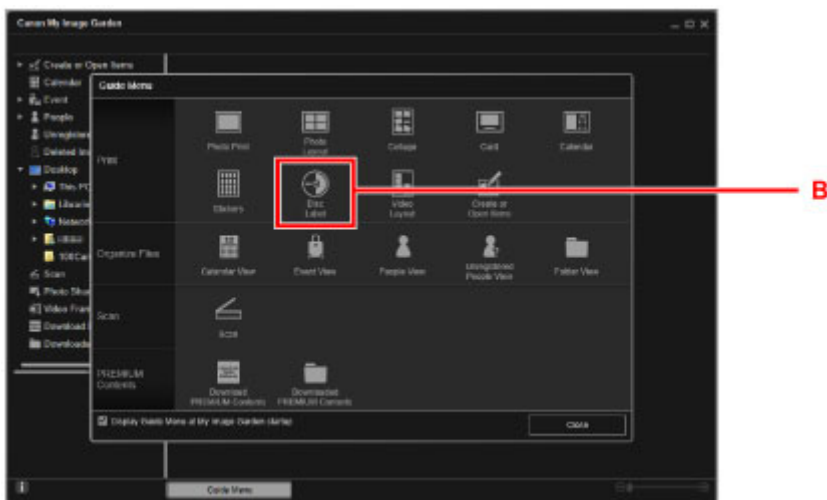 Canon My Image Garden
Create or Open Items
Calendar
Event
People
Unregistered
Deleted Im
Desktop
This PC
Librarie
Network
100Can
Scan
Photo Shar
Video Fram
Download
Downloade
Guide Menu
Print
Photo Print
Photo
Layout
Collage
Card
Calendar
Stickers
Disc
Label
Video
Layout
Create or
Open Items
B
Organize Files
Calendar View
Event View
People View
Unregistered
People View
Folder View
Scan
Scan
PREMIUM
Contents
Download
PREMIUM Contents
Downloaded
PREMIUM Contents
Display Guide Menu at My Image Garden startup
Close
Guide Menu